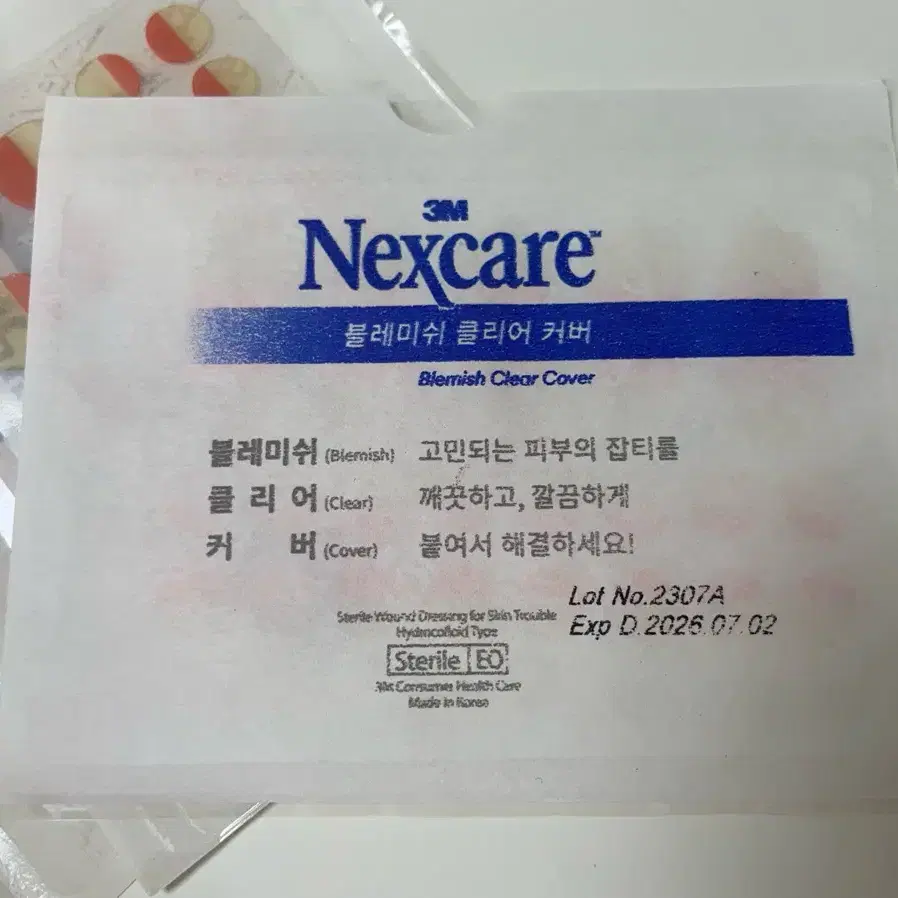 3M
Nexcare™
블레미쉬 클리어 커버
Blemish Clear Cover
블레미쉬 (Blemish) 고민되는 피부의 잡티를
클리어 (Clear) 깨끗하고, 깔끔하게
커버 (Cover) 붙여서 해결하세요!
Lot No.2307A
Exp D.2026.07.02
Sterile Wound Dressing for Skin Trouble
Hydrocolloid Type
Sterile EO
3M Consumer Health Care
Made in Korea